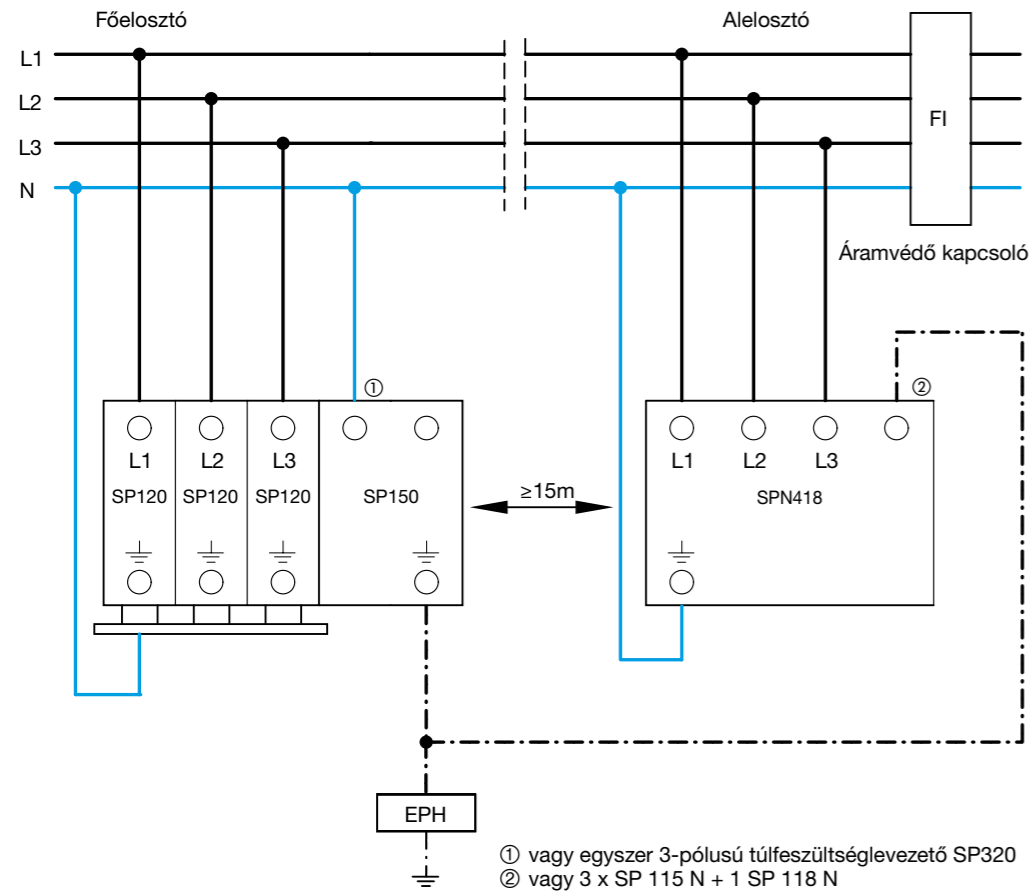 Főelosztó
Alelosztó
L1
L2
L3
N
FI
Áramvédő kapcsoló
①
②
L1
L2
L3
L1
L2
L3
SP120
SP120
SP120
SP150
≥15m
SPN418
EPH
① vagy egyszer 3-pólusú túlfeszültséglevezető SP320
② vagy 3 x SP 115 N + 1 SP 118 N